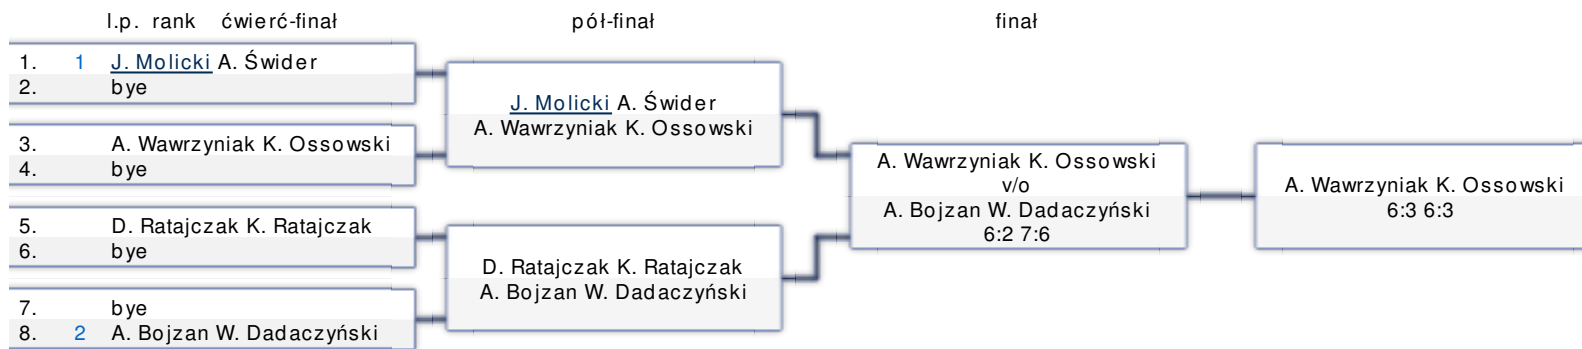 l.p. rank ćwierć-finał pół-finał finał
1. 1 J. Molicki A. Świder
2. bye
3. A. Wawrzyniak K. Ossowski
4. bye
5. D. Ratajczak K. Ratajczak
6. bye
7. bye
8. 2 A. Bojzan W. Dadaczyński
J. Molicki A. Świder
A. Wawrzyniak K. Ossowski
D. Ratajczak K. Ratajczak
A. Bojzan W. Dadaczyński
A. Wawrzyniak K. Ossowski
v/o
A. Bojzan W. Dadaczyński
6:2 7:6
A. Wawrzyniak K. Ossowski
6:3 6:3